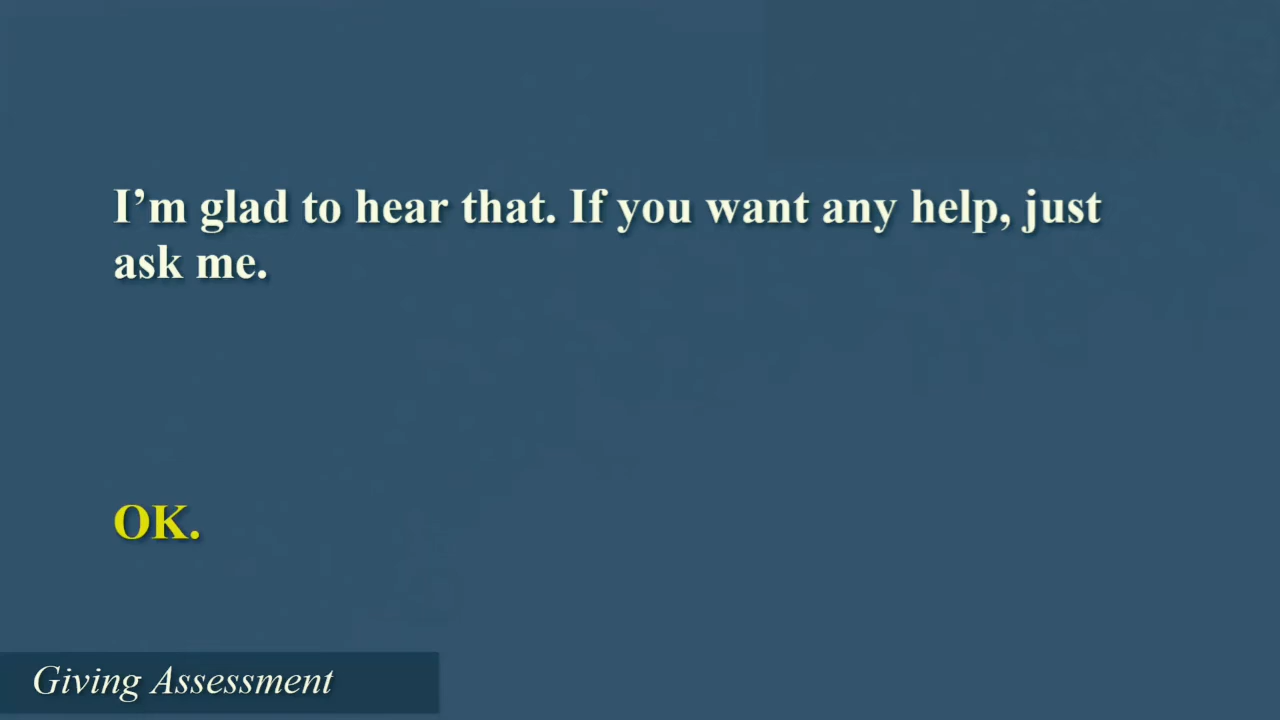 I’m glad to hear that. If you want any help, just
ask me.
OK.
Giving Assessment